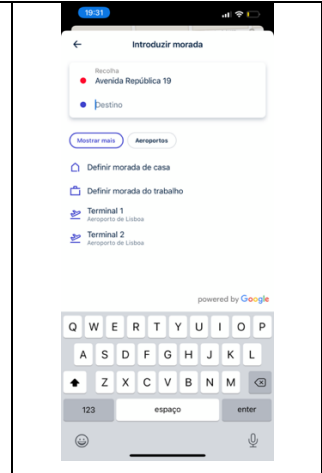 19:31
Introduzir morada
Recolha
Avenida República 19
Destino
Mostrar mais
Aeroportos
Definir morada de casa
Definir morada do trabalho
Terminal 1
Aeroporto de Lisboa
Terminal 2
Aeroporto de Lisboa
powered by Google
Q W E R T Y U I O P
A S D F G H J K L
Z X C V B N M
123 espaço enter